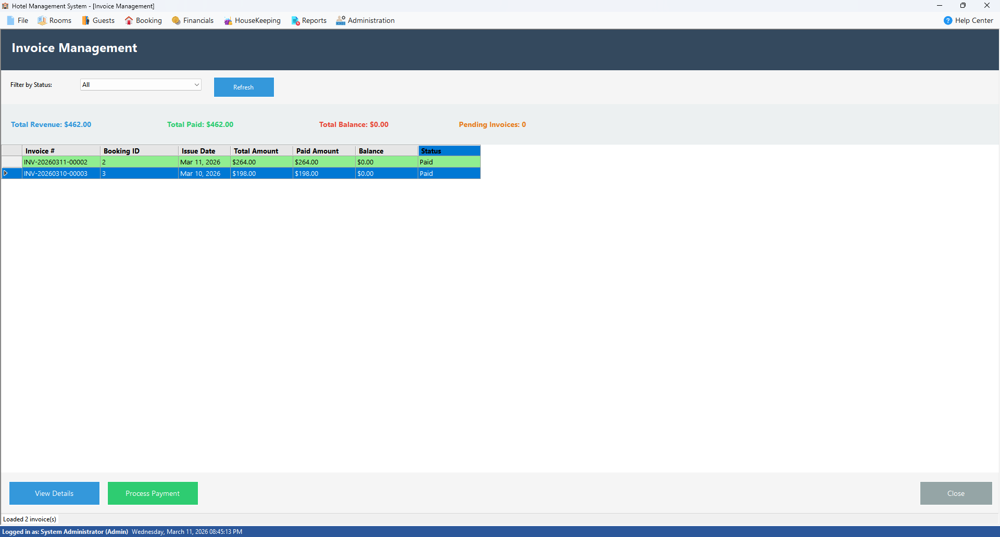 Hotel Management System - [Invoice Management]
File Rooms Guests Booking Financials HouseKeeping Reports Administration ? Help Center
Invoice Management
Filter by Status: All Refresh
Total Revenue: $462.00 Total Paid: $462.00 Total Balance: $0.00 Pending Invoices: 0
Invoice # Booking ID Issue Date Total Amount Paid Amount Balance Status
INV-20260311-00002 2 Mar 11, 2026 $264.00 $264.00 $0.00 Paid
INV-20260310-00003 3 Mar 10, 2026 $198.00 $198.00 $0.00 Paid
View Details Process Payment Close
Loaded 2 invoice(s)
Logged in as: System Administrator (Admin) Wednesday, March 11, 2026 08:45:13 PM